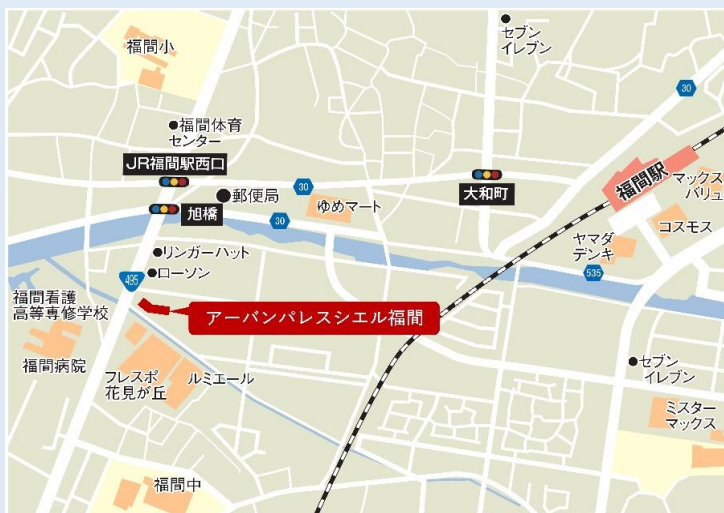 福間小
セブン
イレブン
30
福間体育
センター
JR福間駅西口
30
大和町
福間駅
マックス
バリュ
郵便局
ゆめマート
旭橋
30
コスモス
ヤマダ
デンキ
535
リンガーハット
ローソン
495
福間看護
高等専修学校
アーバンパレスシエル福間
福間病院
フレスポ
花見が丘
ルミエール
セブン
イレブン
ミスター
マックス
福間中